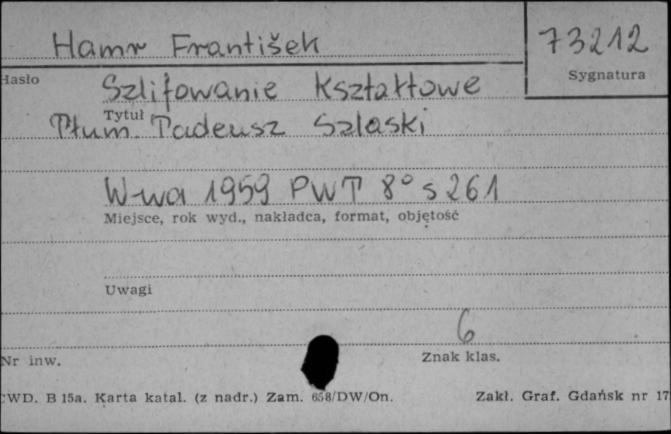 Hamr František
73212
Hasło
Sygnatura
Szlifowanie kształtowe
Tytuł
Tłum. Tadeusz Szlaski
W-wa 1959 PWT 8° s 261
Miejsce, rok wyd., nakładca, format, objętość
Uwagi
6
Nr inw.
Znak klas.
CWD. B 15a. Karta katal. (z nadr.) Zam. 658/DW/On.
Zakł. Graf. Gdańsk nr 17